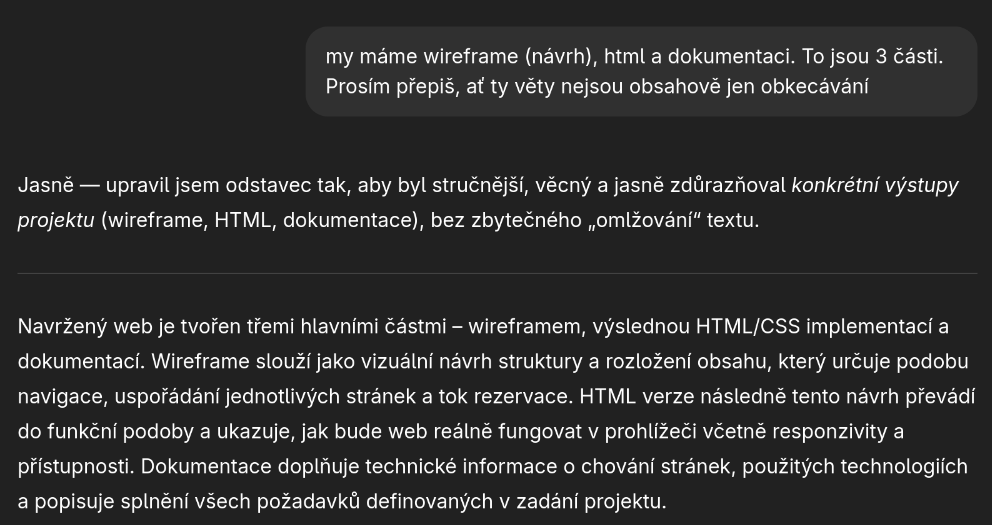 my máme wireframe (návrh), html a dokumentaci. To jsou 3 části.
Prosím přepiš, ať ty věty nejsou obsahově jen obkecávání
Jasně — upravil jsem odstavec tak, aby byl stručnější, věcný a jasně zdůrazňoval konkrétní výstupy
projektu (wireframe, HTML, dokumentace), bez zbytečného „omlžování“ textu.
Navržený web je tvořen třemi hlavními částmi – wireframem, výslednou HTML/CSS implementací a
dokumentací. Wireframe slouží jako vizuální návrh struktury a rozložení obsahu, který určuje podobu
navigace, uspořádání jednotlivých stránek a tok rezervace. HTML verze následně tento návrh převádí
do funkční podoby a ukazuje, jak bude web reálně fungovat v prohlížeči včetně responzivity a
přístupnosti. Dokumentace doplňuje technické informace o chování stránek, použitých technologiích
a popisuje splnění všech požadavků definovaných v zadání projektu.